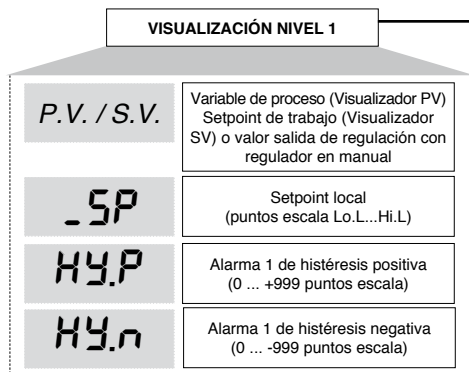 VISUALIZACIÓN NIVEL 1
P.V. / S.V.
Variable de proceso (Visualizador PV)
Setpoint de trabajo (Visualizador
SV) o valor salida de regulación con
regulador en manual
_SP
Setpoint local
(puntos escala Lo.L...Hi.L)
HY.P
Alarma 1 de histéresis positiva
(0 ... +999 puntos escala)
HY.n
Alarma 1 de histéresis negativa
(0 ... -999 puntos escala)